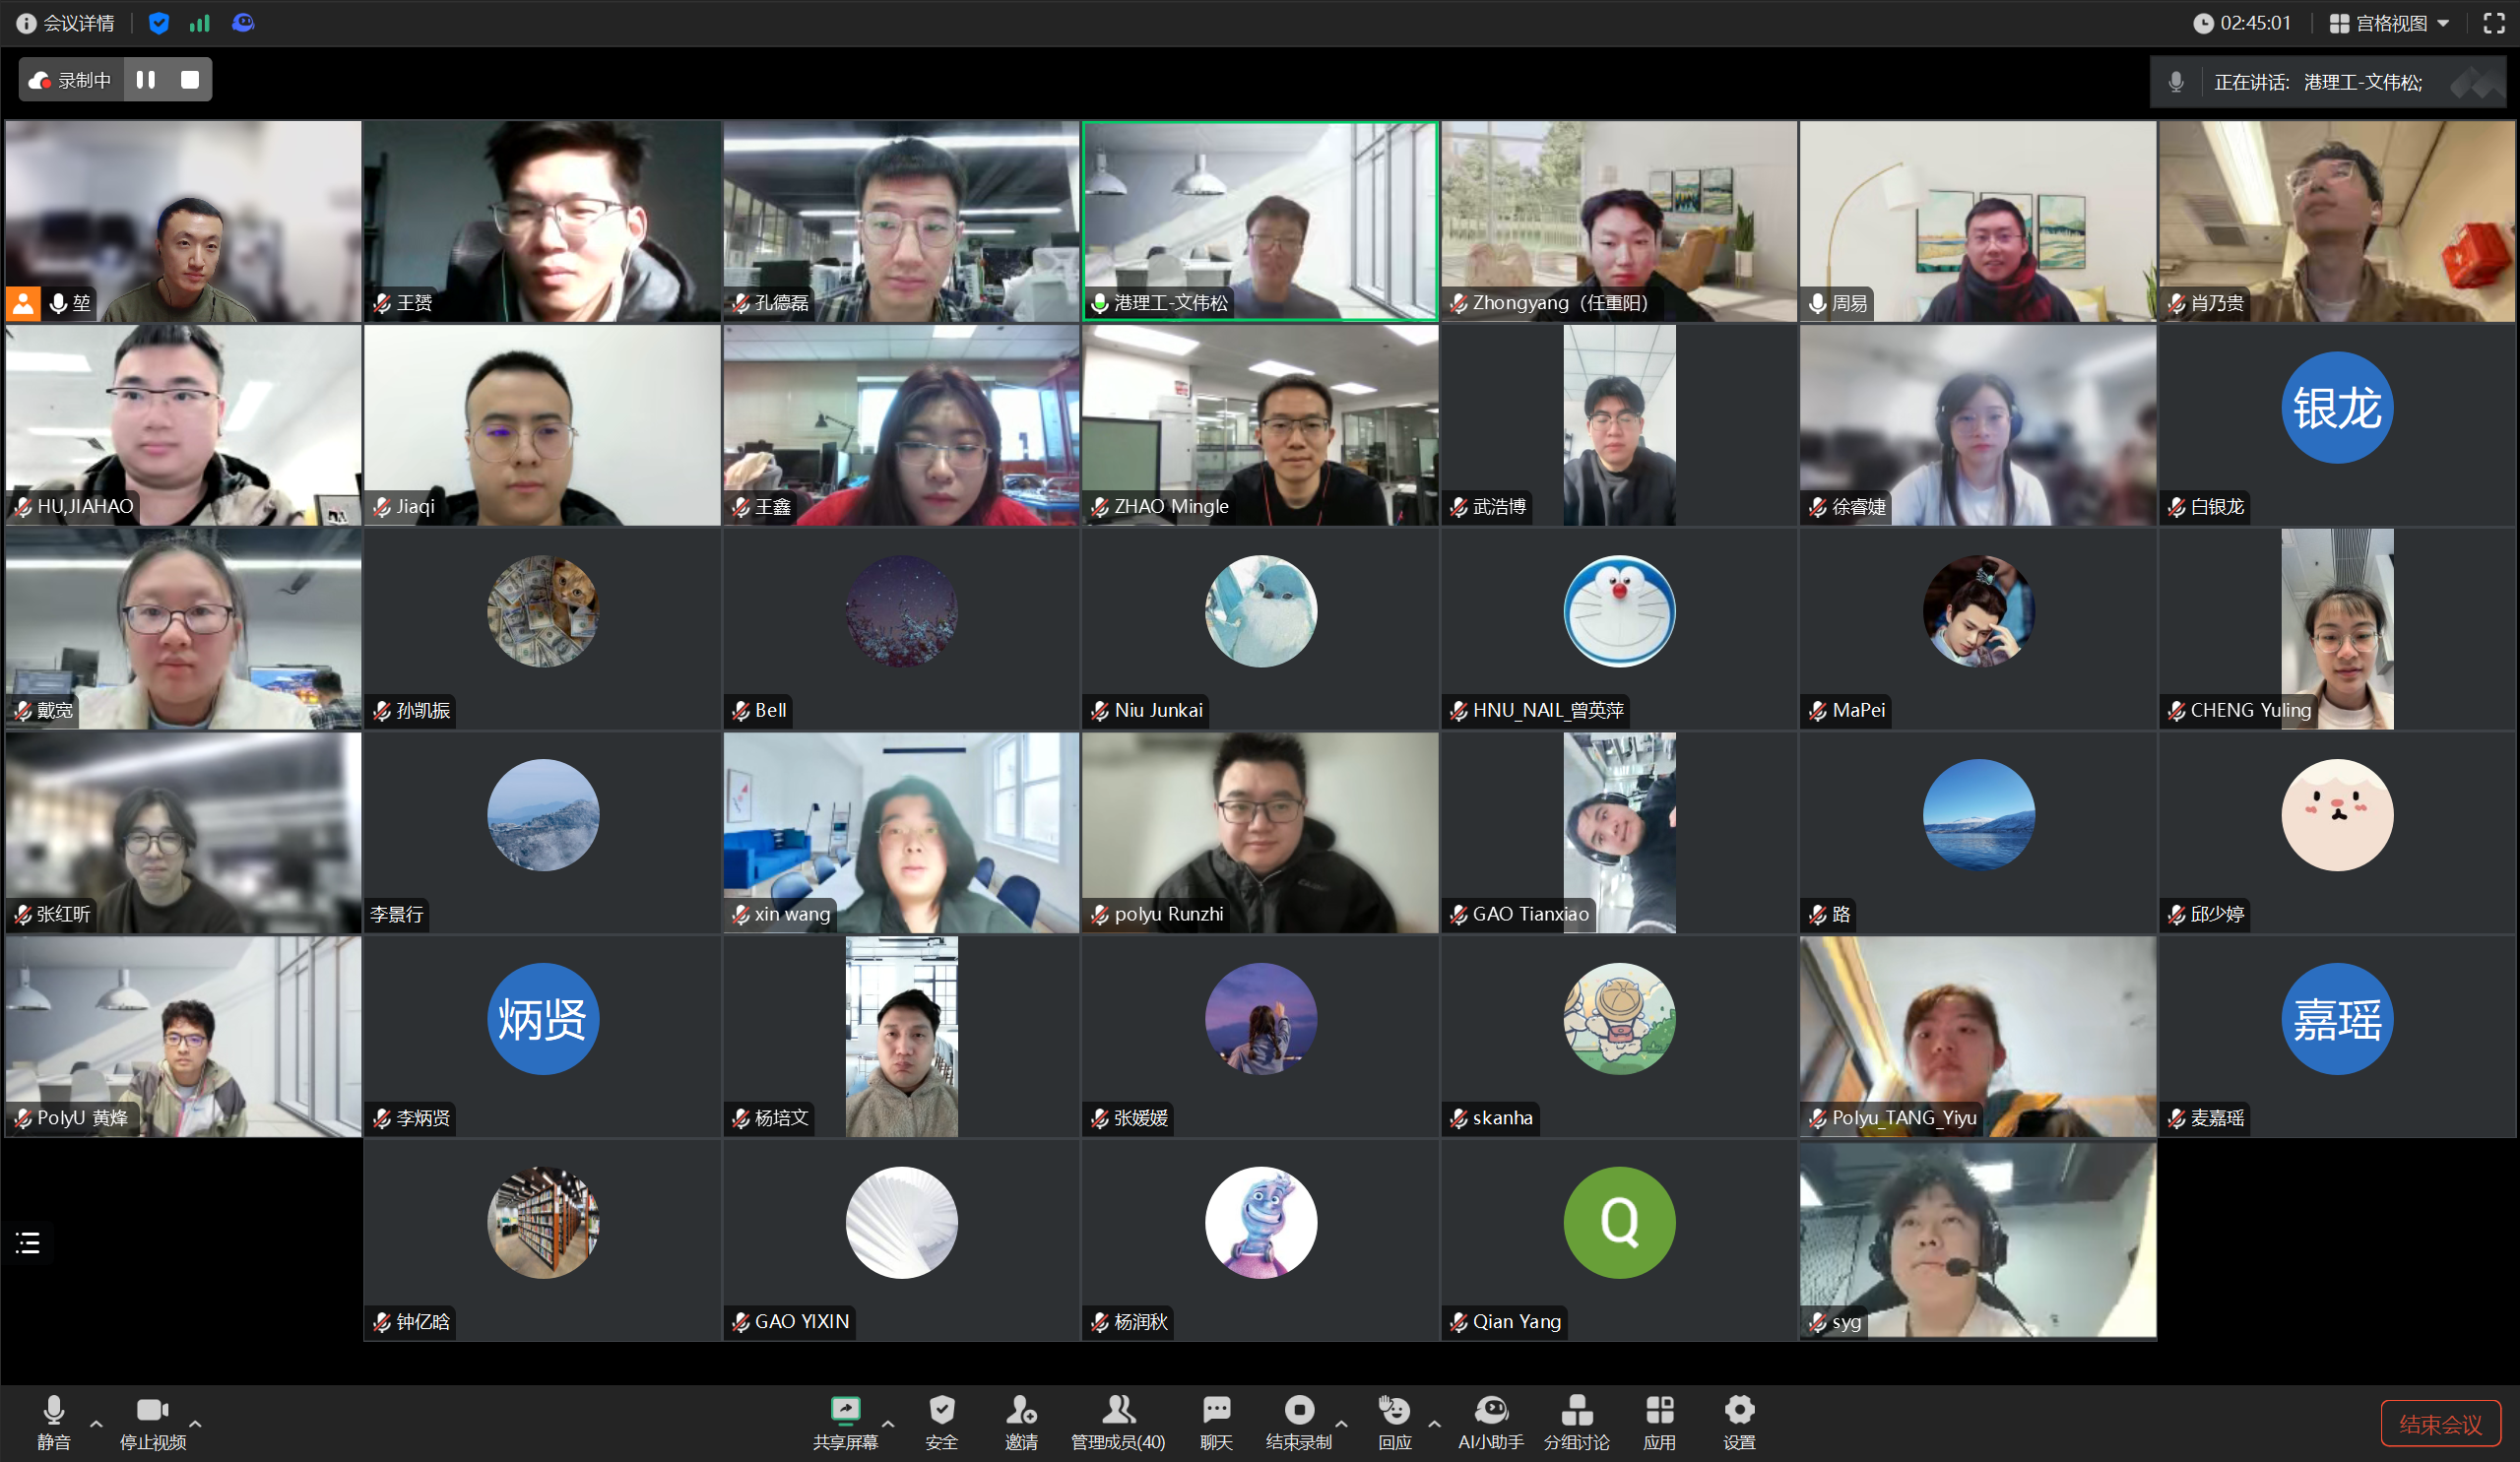 会议详情
02:45:01
宫格视图
录制中
正在讲话: 港理工-文伟松;
堃
王赟
孔德磊
港理工-文伟松
Zhongyang（任重阳）
周易
肖乃贵
HU,JIAHAO
Jiaqi
王鑫
ZHAO Mingle
武浩博
徐睿婕
银龙
白银龙
戴宽
孙凯振
Bell
Niu Junkai
HNU_NAIL_曾英萍
MaPei
CHENG Yuling
张红昕
李景行
xin wang
polyu Runzhi
GAO Tianxiao
路
邱少婷
PolyU 黄烽
炳贤
李炳贤
杨培文
张媛媛
skanha
Polyu_TANG_Yiyu
嘉瑶
麦嘉瑶
钟亿晗
GAO YIXIN
杨润秋
Q
Qian Yang
syg
静音
停止视频
共享屏幕
安全
邀请
管理成员(40)
聊天
结束录制
回应
AI小助手
分组讨论
应用
设置
结束会议